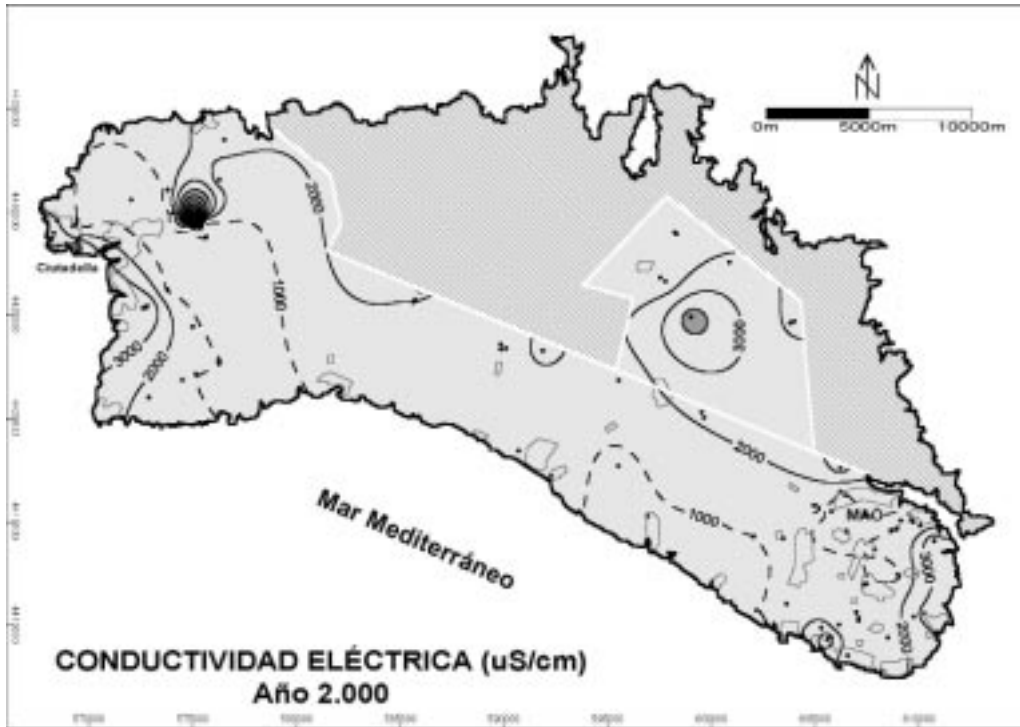 N
0m 5000m 10000m
2000
Ciutadella
1000
3000
2000
3000
2000
1000
MAO
3000
2000
Mar Mediterráneo
CONDUCTIVIDAD ELÉCTRICA (uS/cm)
Año 2.000